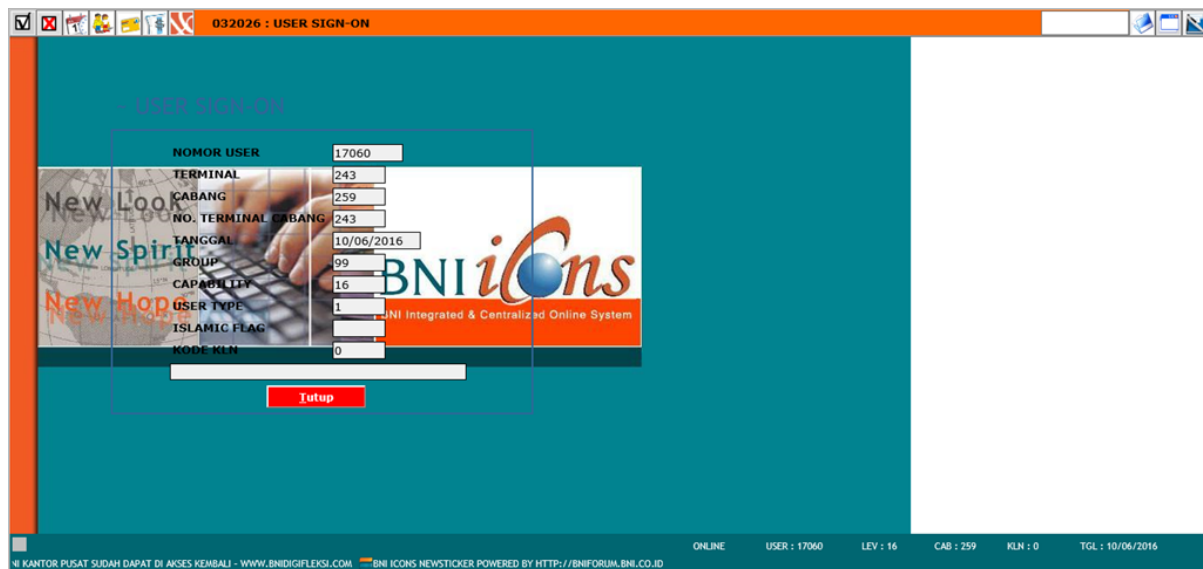 032026 : USER SIGN-ON
- USER SIGN-ON
NOMOR USER 17060
TERMINAL 243
CABANG 259
NO. TERMINAL CABANG 243
TANGGAL 10/06/2016
GROUP 99
CAPABILITY 16
USER TYPE 1
ISLAMIC FLAG
KODE KLN 0
Tutup
New Look
New Spirit
New Hope
BNI icons
BNI Integrated & Centralized Online System
ONLINE USER : 17060 LEV : 16 CAB : 259 KLN : 0 TGL : 10/06/2016
NI KANTOR PUSAT SUDAH DAPAT DI AKSES KEMBALI - WWW.BNIDIGIFLEKSI.COM BNI ICONS NEWSTICKER POWERED BY HTTP://BNIFORUM.BNI.CO.ID